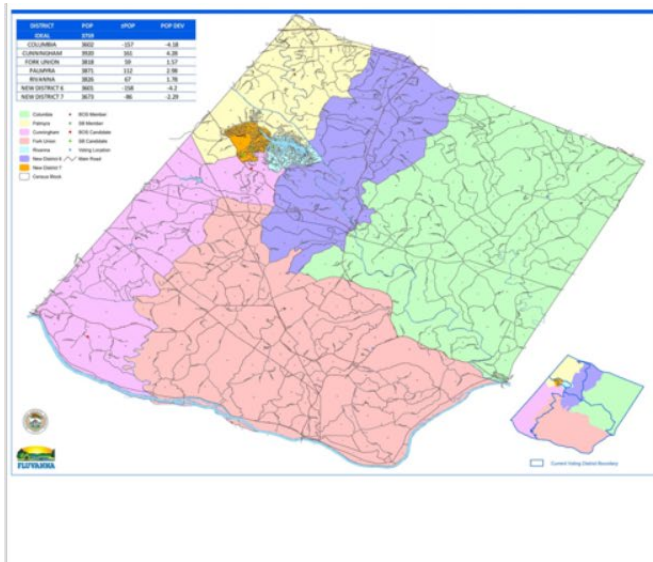 DISTRICT POP ±POP POP DEV
IDEAL 3759
COLUMBIA 3602 -157 -4.18
CUNNINGHAM 3920 161 4.28
FORK UNION 3818 59 1.57
PALMYRA 3871 112 2.98
RIVANNA 3826 67 1.78
NEW DISTRICT 6 3601 -158 -4.2
NEW DISTRICT 7 3673 -86 -2.29
Columbia BOS Member
Palmyra SB Member
Cunningham BOS Candidate
Fork Union SB Candidate
Rivanna Voting Location
New District 6 Main Road
New District 7
Census Block
FLUVANNA
Current Voting District Boundary